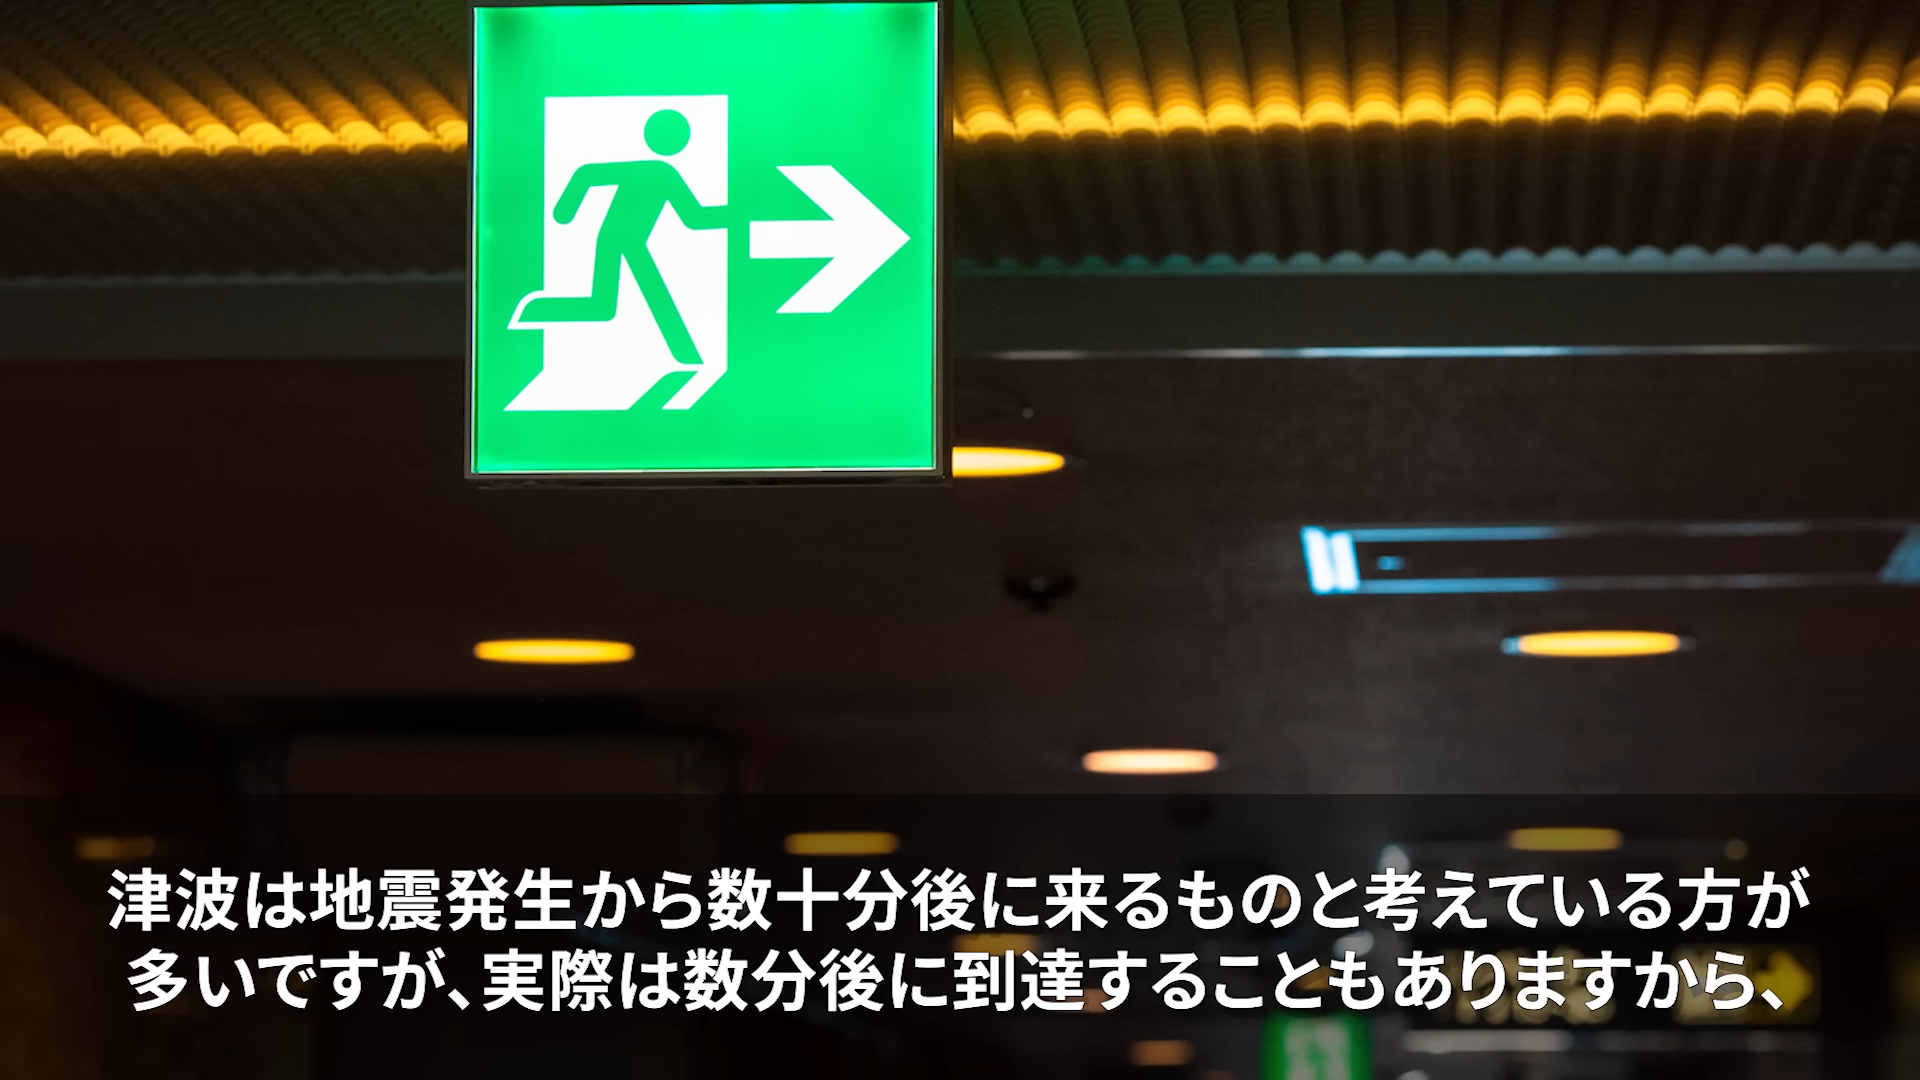 津波は地震発生から数十分後に来るものと考えている方が
多いですが、実際は数分後に到達することもありますから、